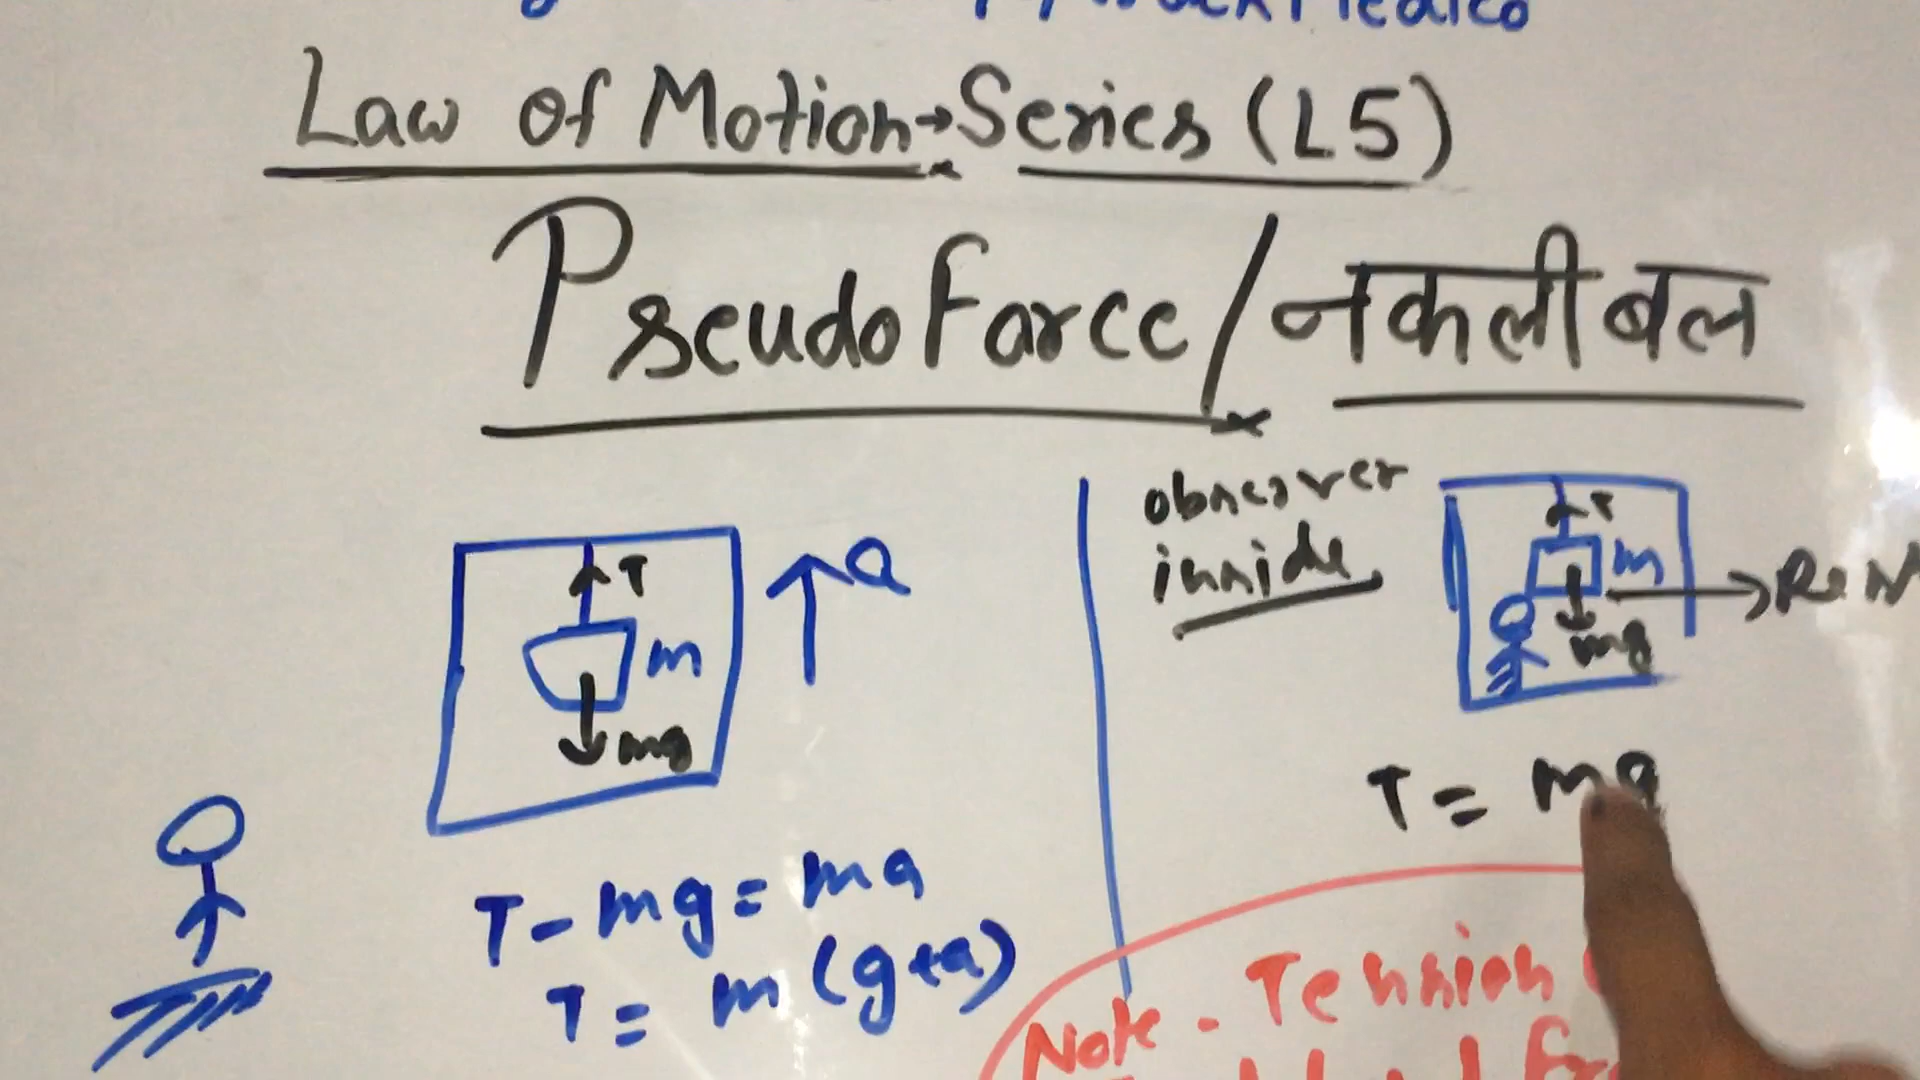 Law of Motion→Series (L5)
Pseudo Force/नकली बल
T
m
mg
a
T - mg = ma
T = m (g+a)
observer
inside
T
m
mg
T = mg
Note - Tension